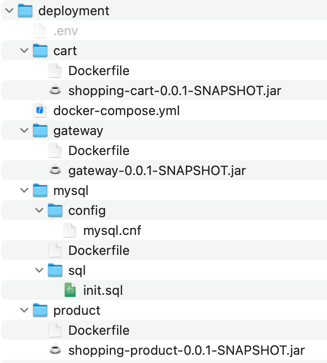 deployment
.env
cart
Dockerfile
shopping-cart-0.0.1-SNAPSHOT.jar
docker-compose.yml
gateway
Dockerfile
gateway-0.0.1-SNAPSHOT.jar
mysql
config
mysql.cnf
Dockerfile
sql
init.sql
product
Dockerfile
shopping-product-0.0.1-SNAPSHOT.jar